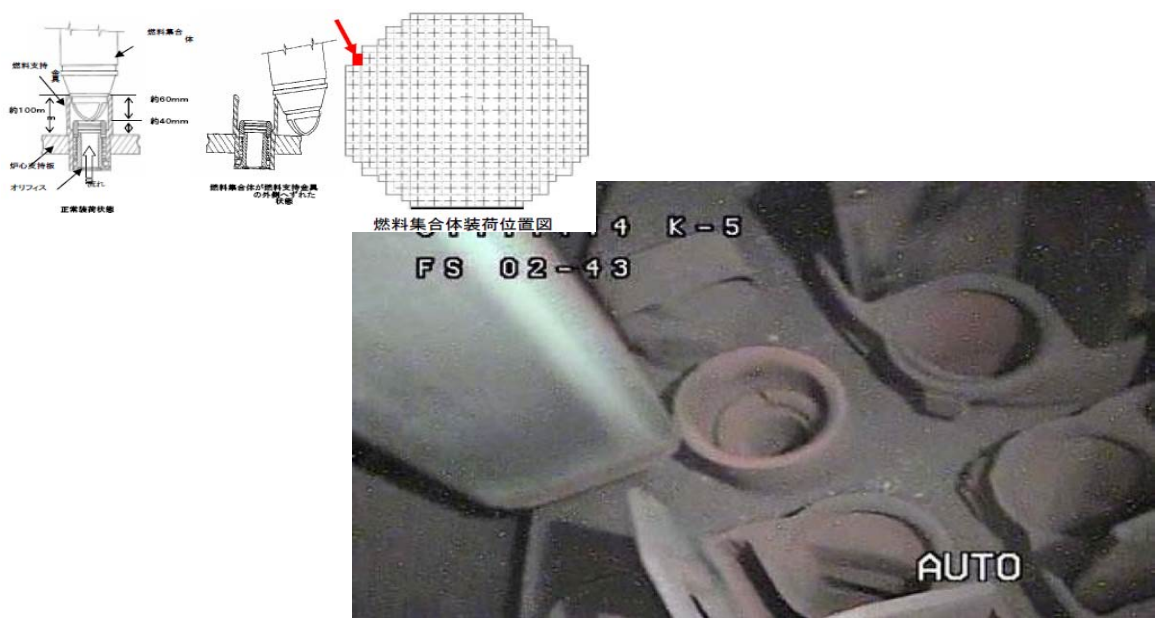 燃料集合
体
燃料支持
金具
約100m
m
約60mm
約40mm
炉心支持板
オリフィス
流れ
正常装荷状態
燃料集合体が燃料支持金具
の外側へずれた
状態
燃料集合体装荷位置図
4 K-5
FS 02-43
AUTO